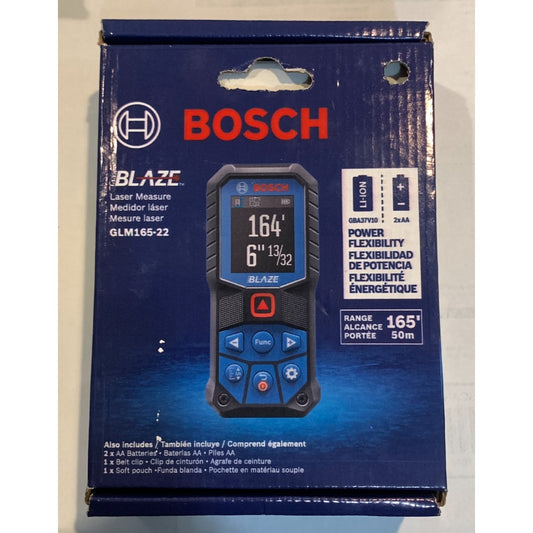 BOSCH
BLAZE™
Laser Measure
Medidor láser
Mesure laser
GLM165-22
BOSCH
164'
6" 13/32
BLAZE
Func
LI-ION
+
-
GBA37V10
2xAA
POWER
FLEXIBILITY
FLEXIBILIDAD
DE POTENCIA
FLEXIBILITÉ
ÉNERGÉTIQUE
RANGE
ALCANCE
PORTÉE
165'
50m
Also includes / También incluye / Comprend également
2 x AA Batteries • Baterías AA • Piles AA
1 x Belt clip • Clip de cinturón • Agrafe de ceinture
1 x Soft pouch •Funda blanda • Pochette en matériau souple